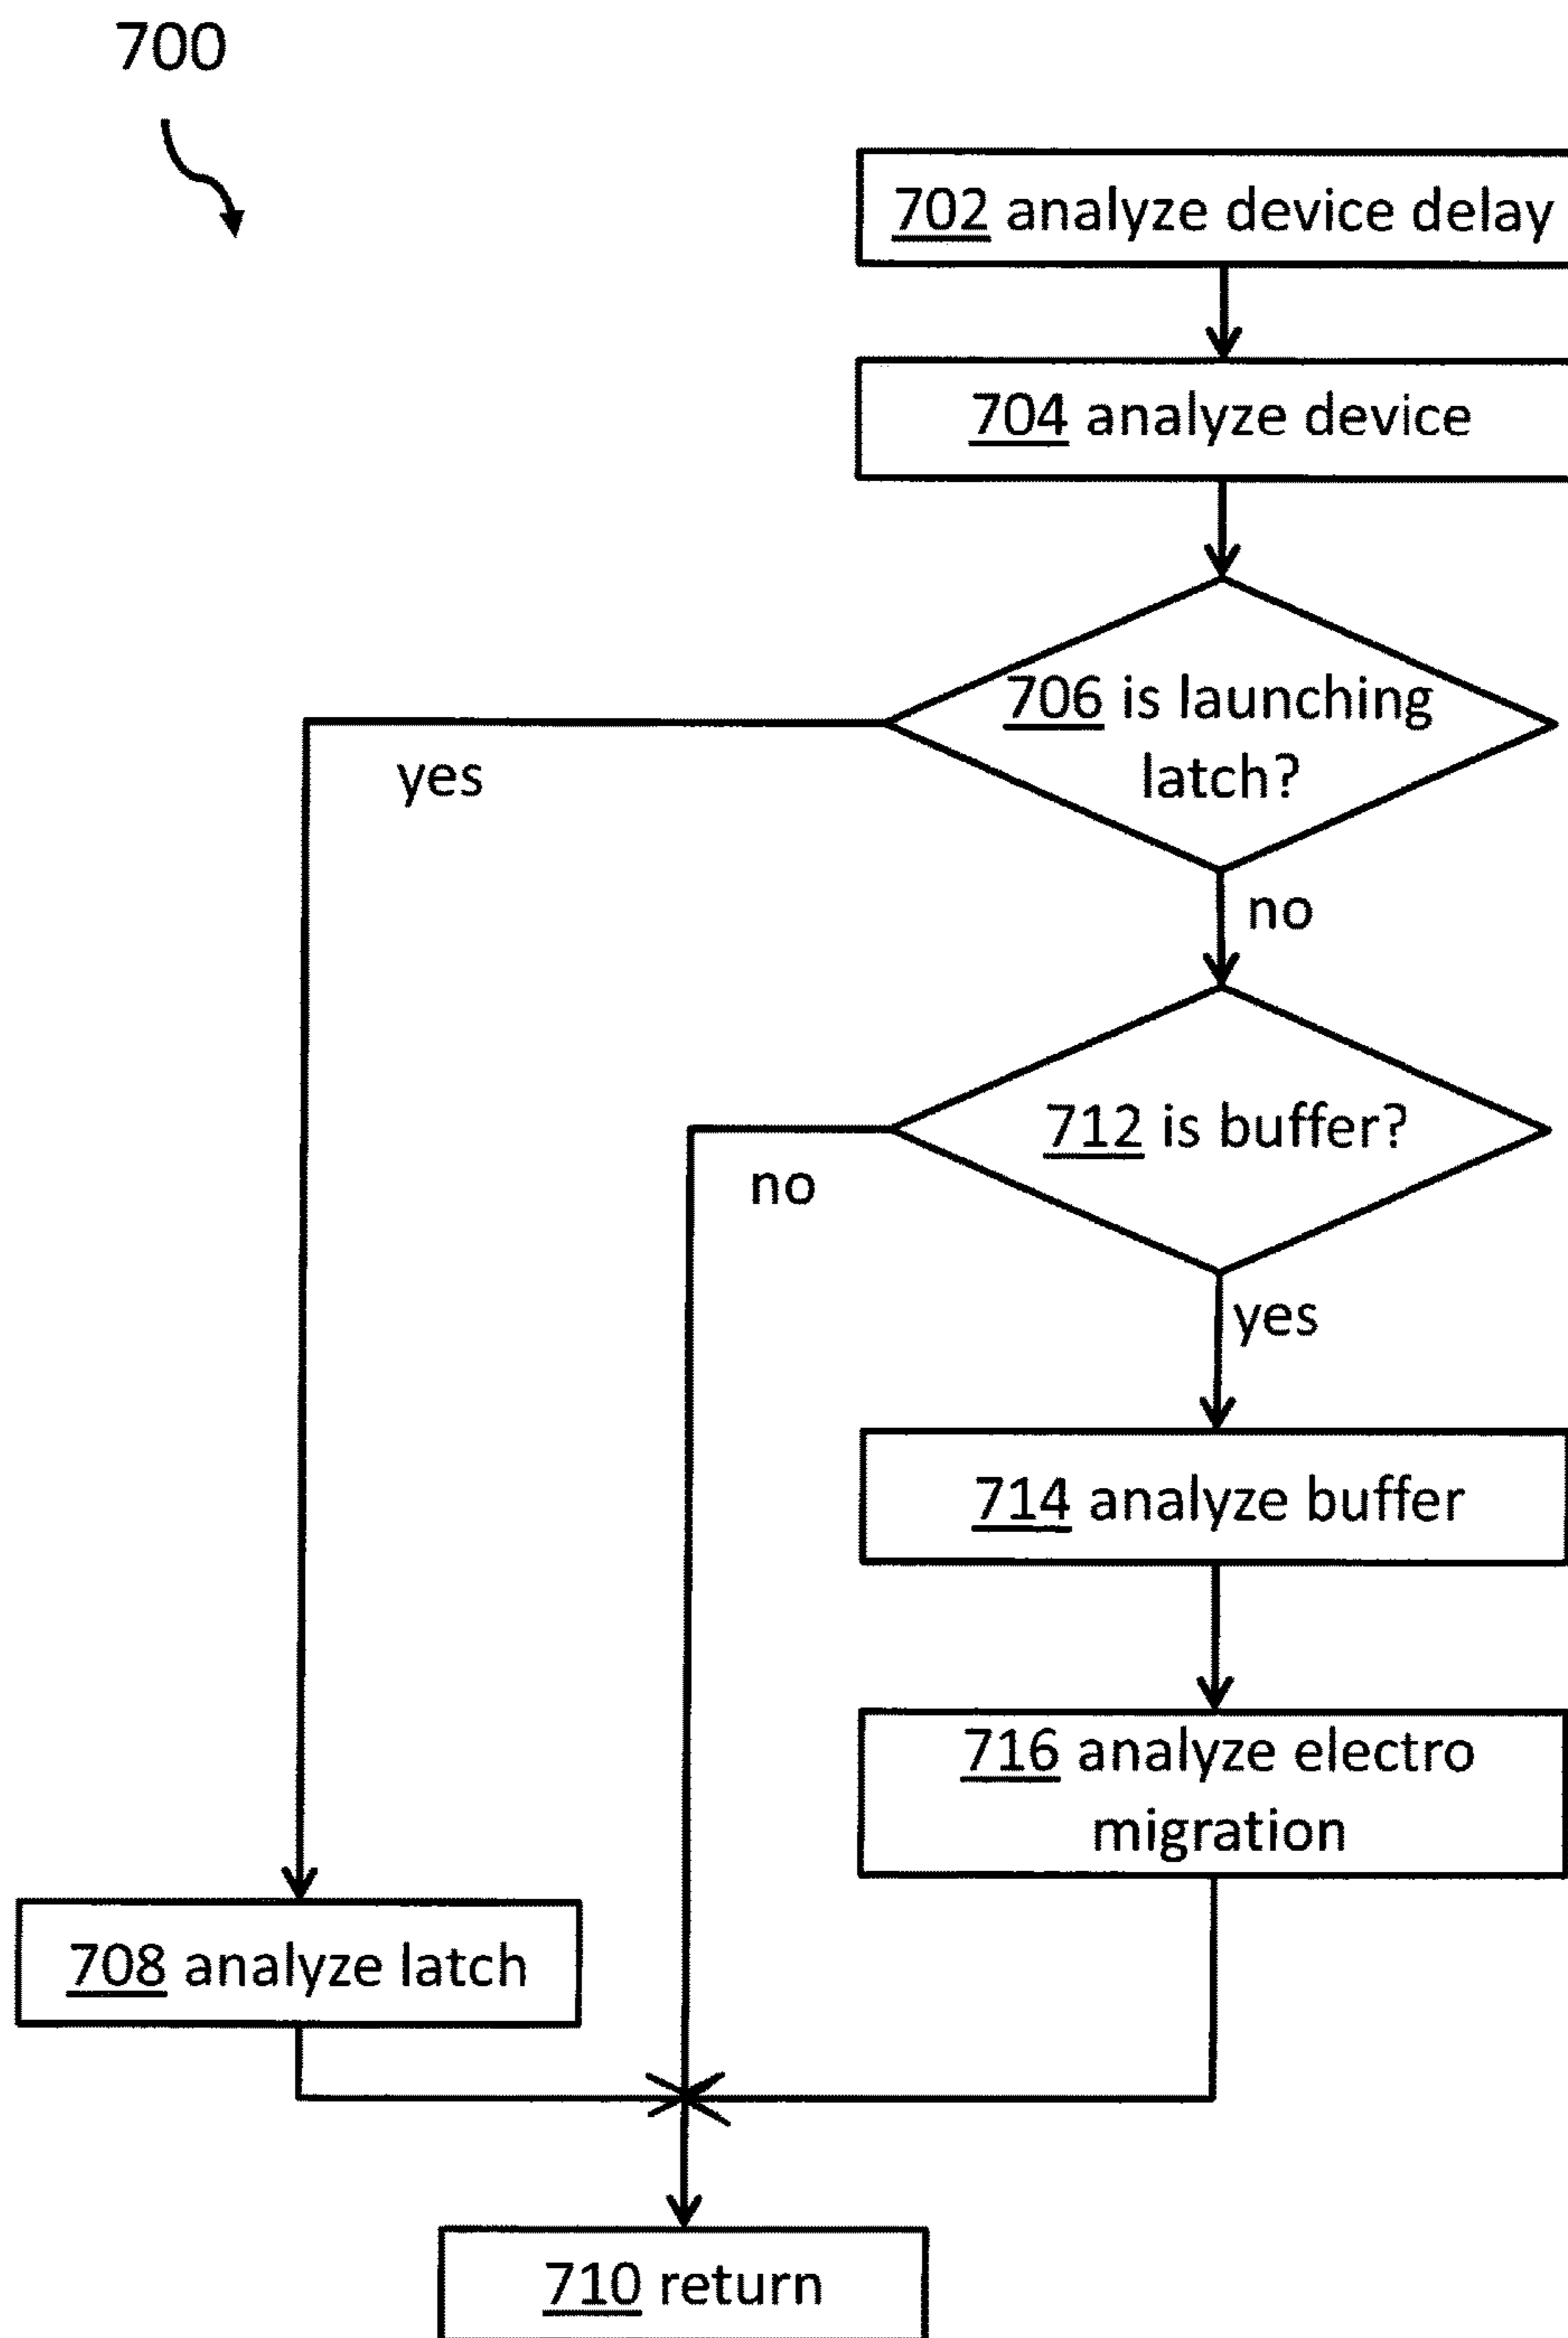 700
702 analyze device delay
704 analyze device
706 is launching
latch?
yes
no
712 is buffer?
no
yes
714 analyze buffer
716 analyze electro
migration
708 analyze latch
710 return